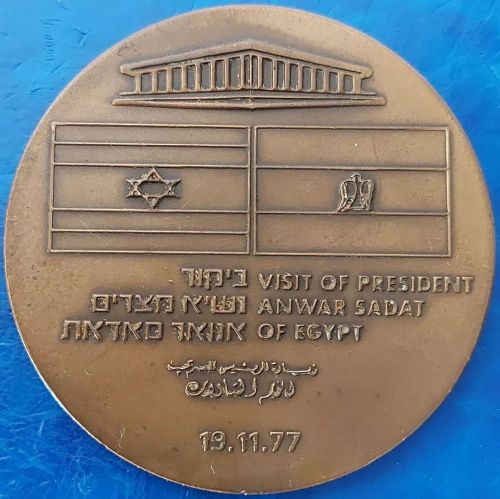 ביקור
נשיא מצרים
אנואר סאדאת
VISIT OF PRESIDENT
ANWAR SADAT
OF EGYPT
زيارة الرئيس المصري
انور السادات
19.11.77